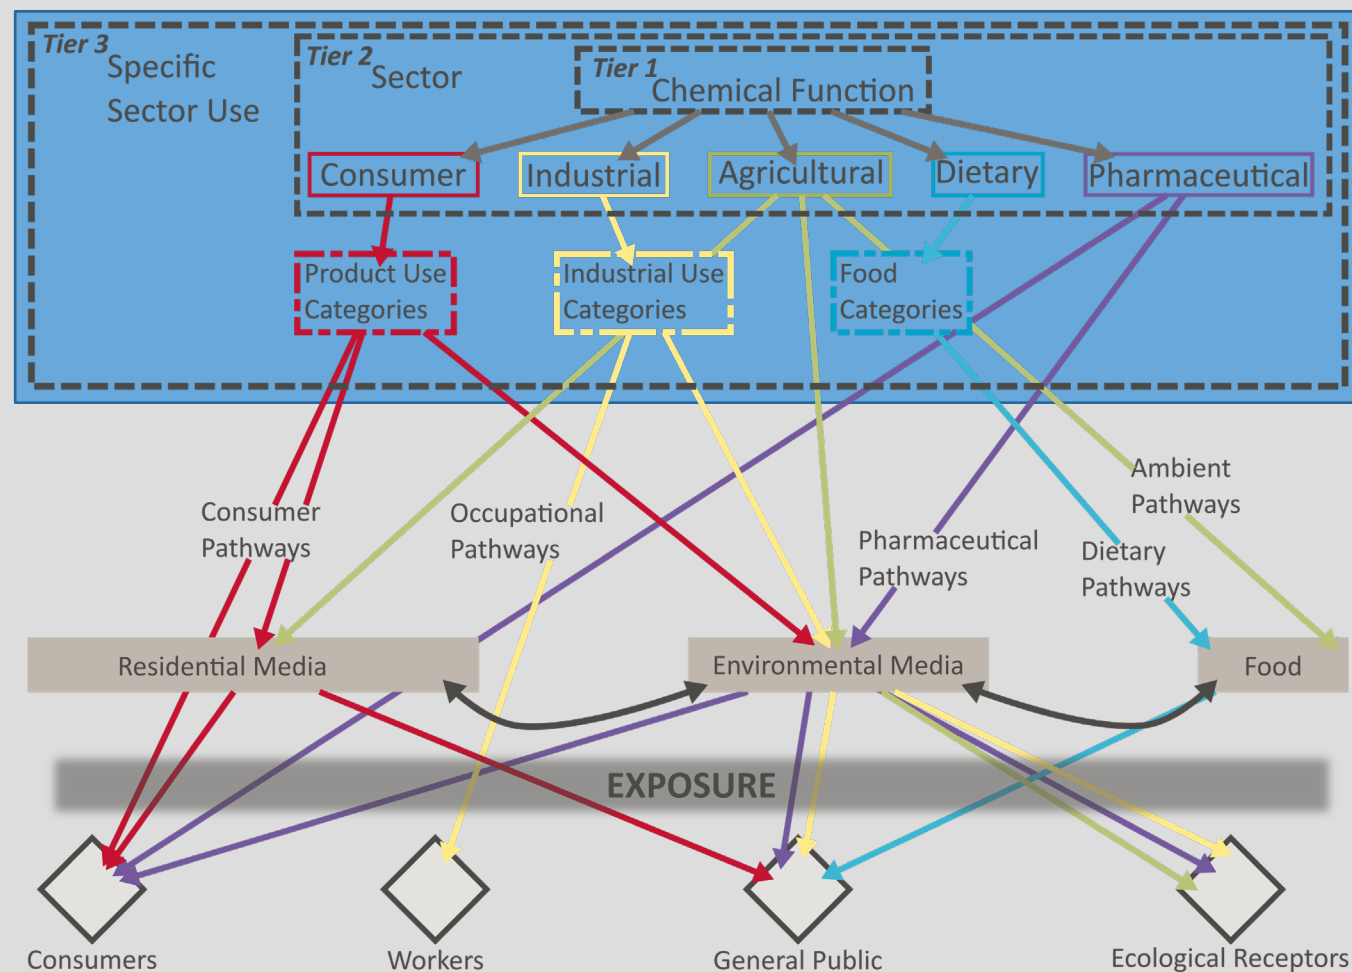 Tier 3
Specific
Sector Use
Tier 2
Sector
Tier 1
Chemical Function
Consumer
Industrial
Agricultural
Dietary
Pharmaceutical
Product Use
Categories
Industrial Use
Categories
Food
Categories
Consumer
Pathways
Occupational
Pathways
Pharmaceutical
Pathways
Dietary
Pathways
Ambient
Pathways
Residential Media
Environmental Media
Food
EXPOSURE
Consumers
Workers
General Public
Ecological Receptors